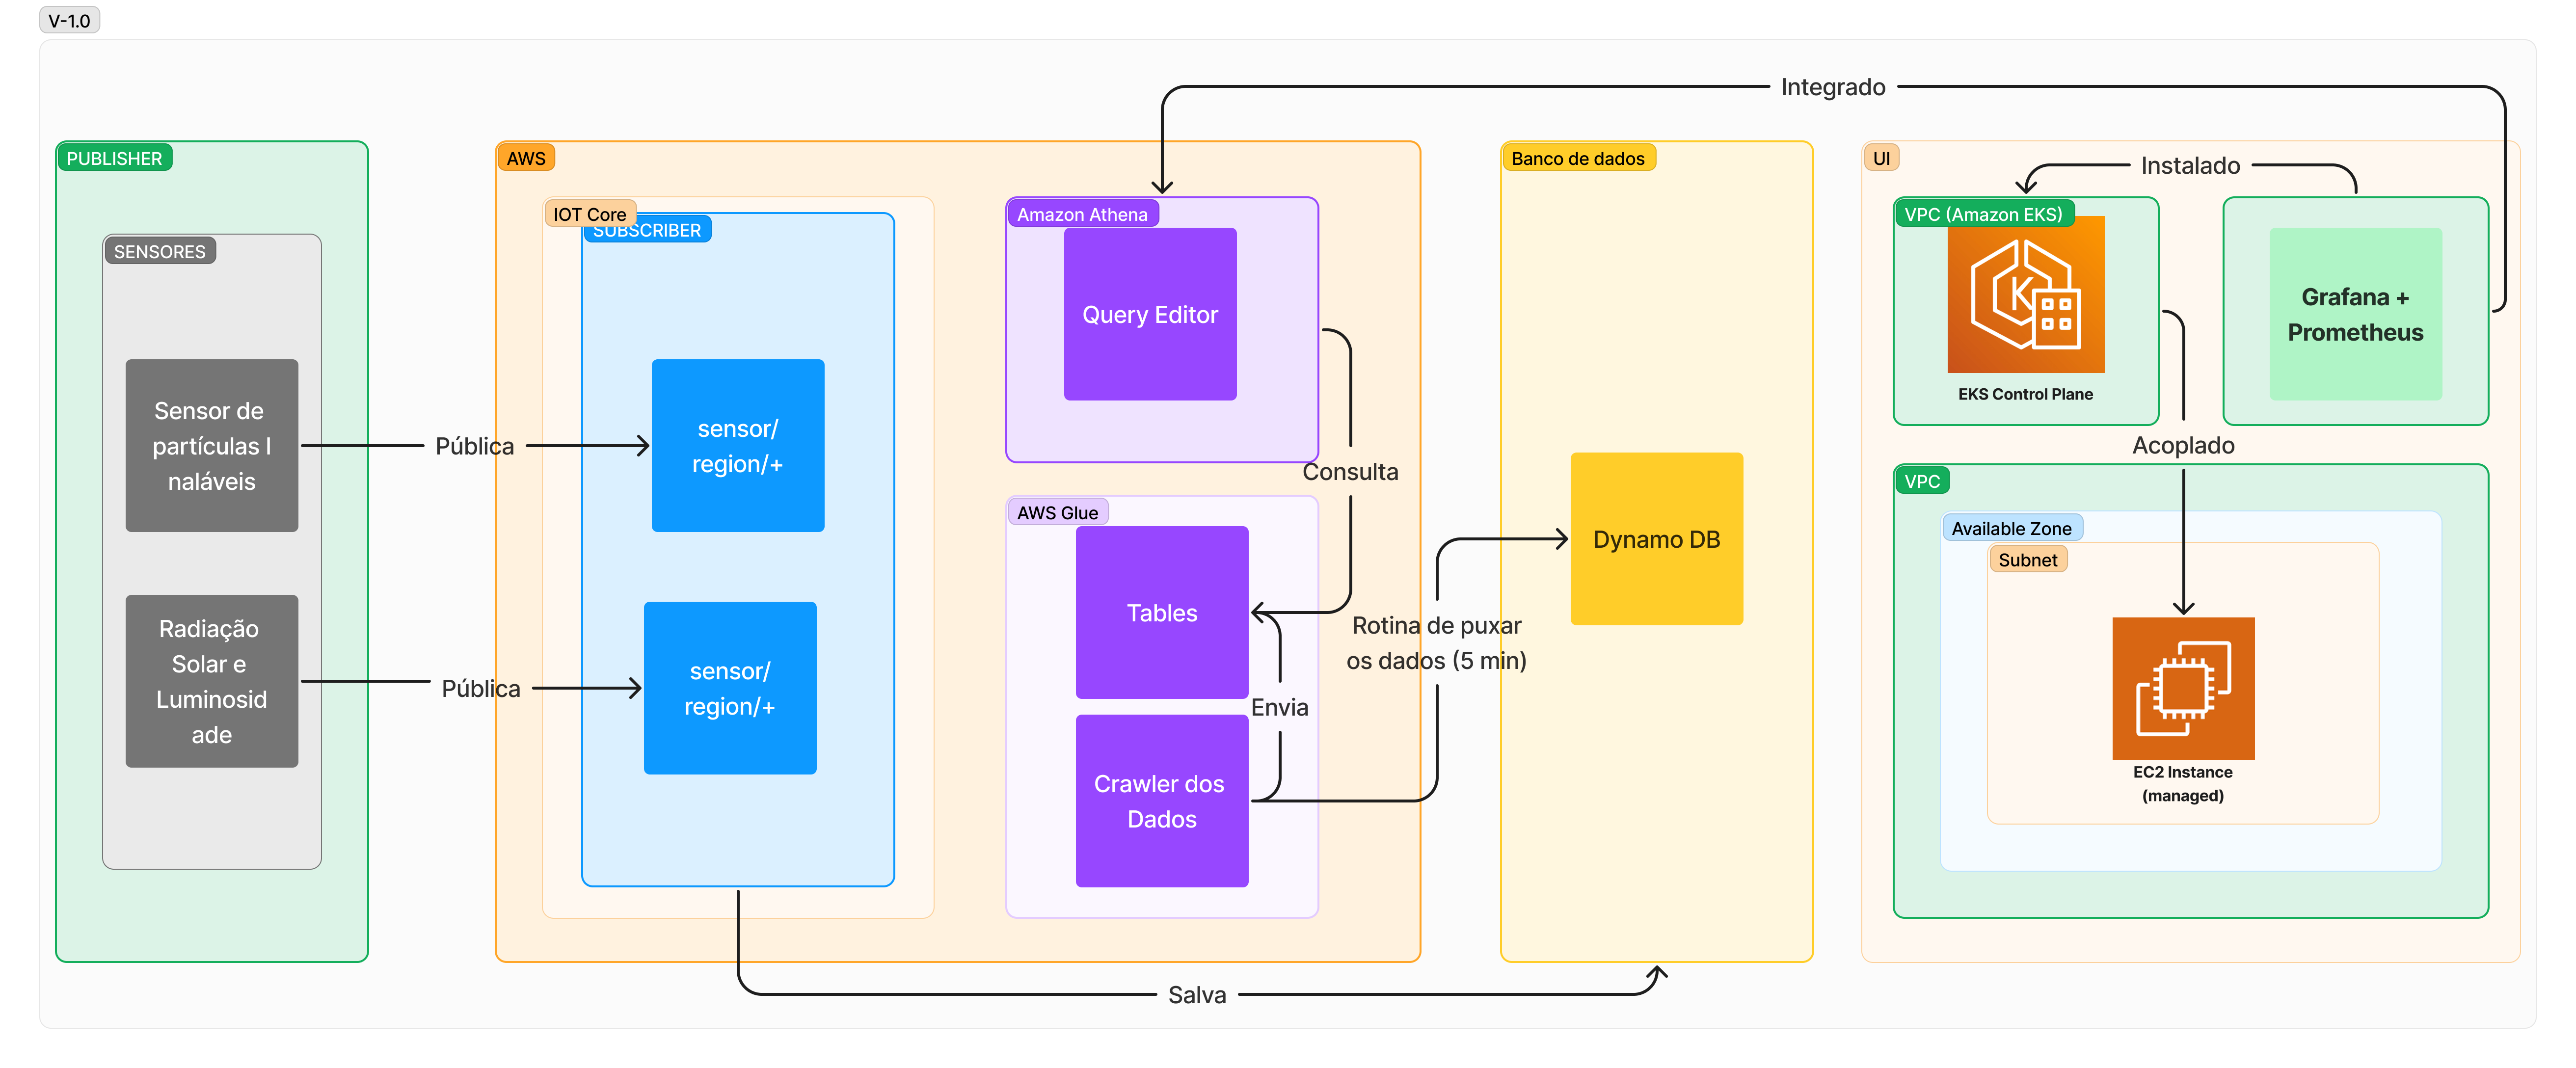 V-1.0
Integrado
PUBLISHER
SENSORES
Sensor de
partículas I
naláveis
Radiação
Solar e
Luminosid
ade
Pública
Pública
AWS
IOT Core
SUBSCRIBER
sensor/
region/+
sensor/
region/+
Amazon Athena
Query Editor
Consulta
AWS Glue
Tables
Envia
Crawler dos
Dados
Rotina de puxar
os dados (5 min)
Salva
Banco de dados
Dynamo DB
UI
Instalado
VPC (Amazon EKS)
EKS Control Plane
Grafana +
Prometheus
Acoplado
VPC
Available Zone
Subnet
EC2 Instance
(managed)